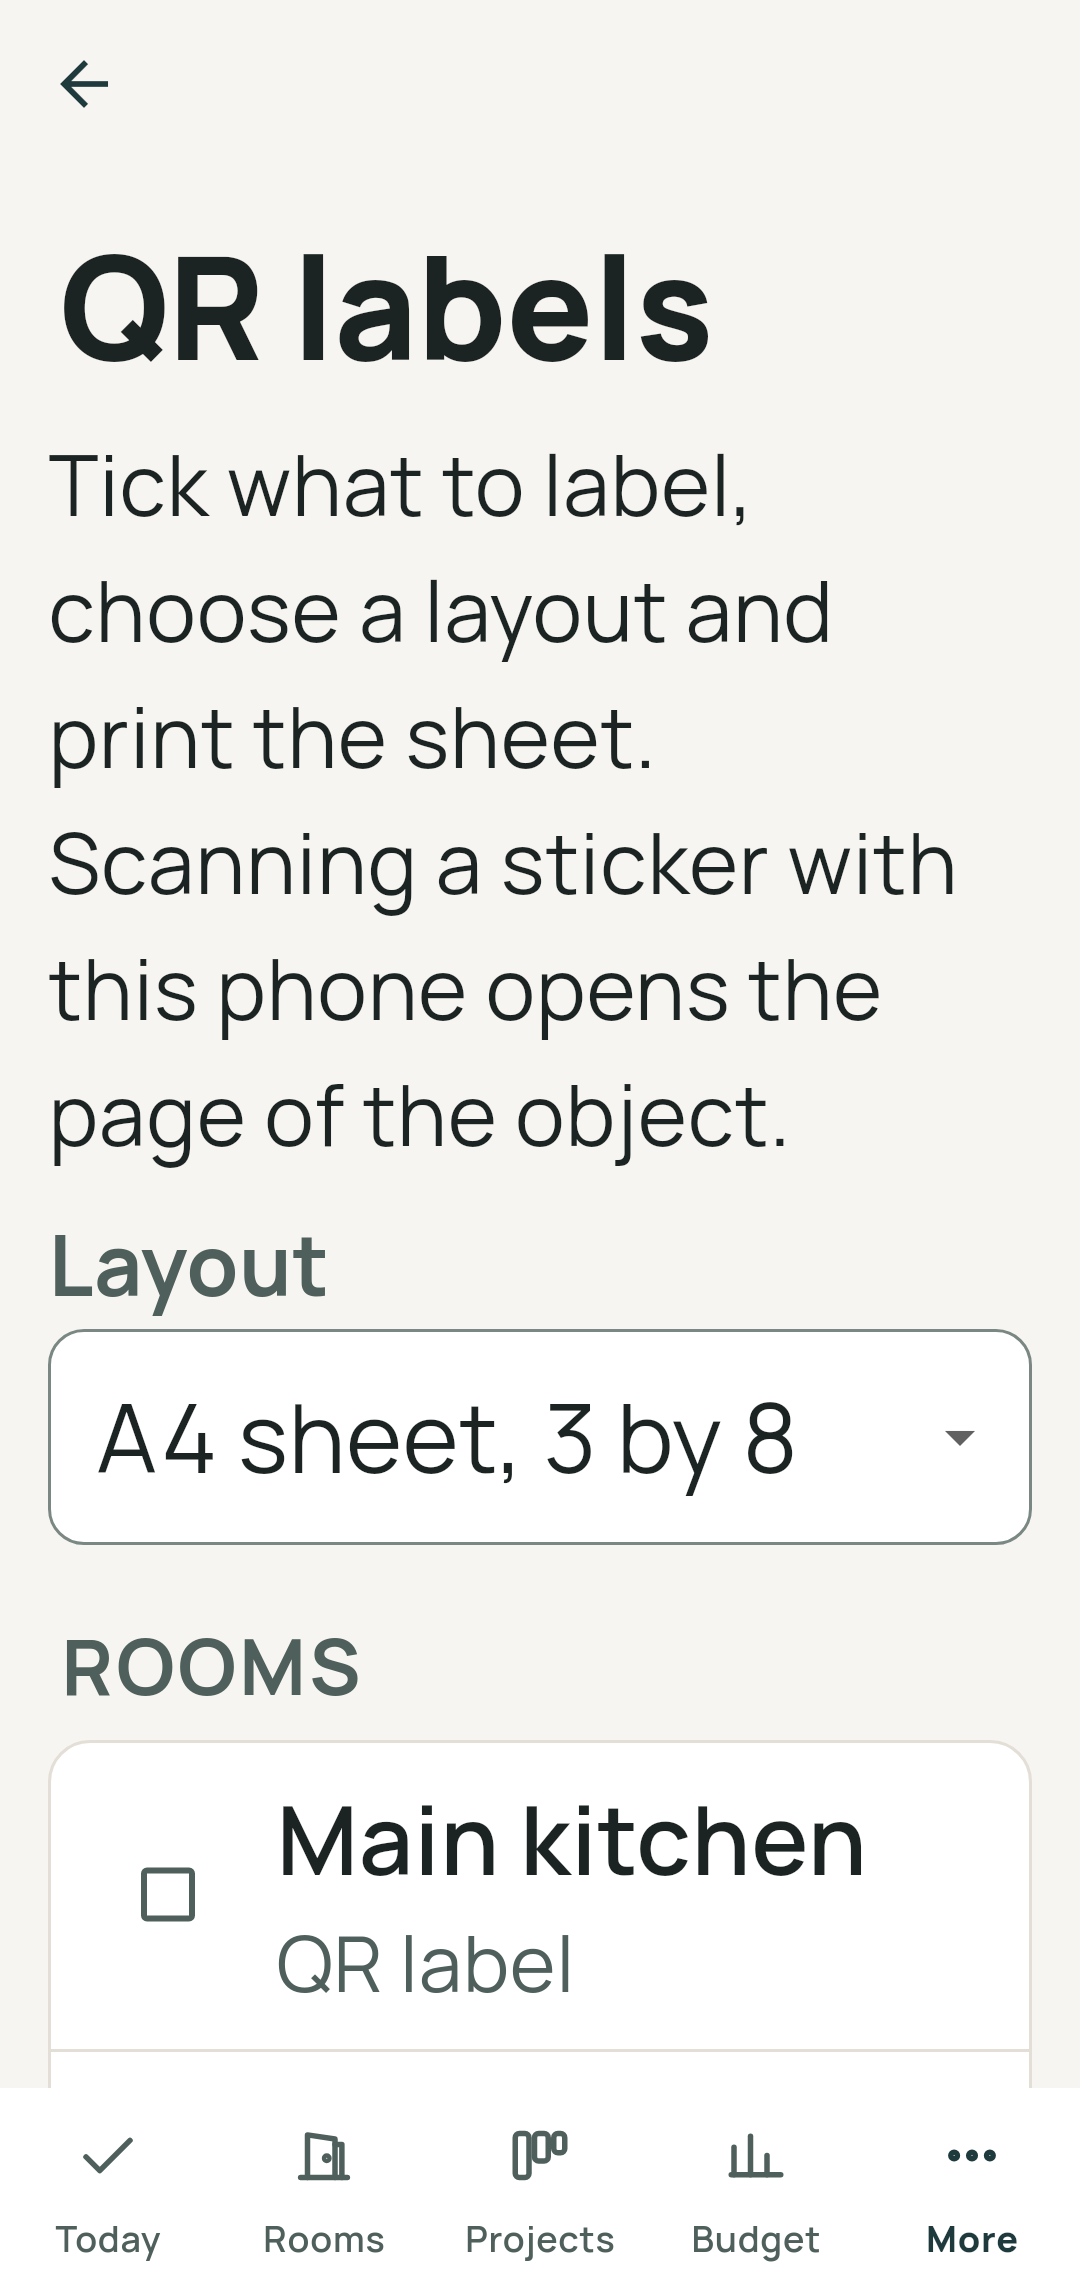 QR labels
Tick what to label,
choose a layout and
print the sheet.
Scanning a sticker with
this phone opens the
page of the object.
Layout
A4 sheet, 3 by 8
ROOMS
Main kitchen
QR label
Today
Rooms
Projects
Budget
More